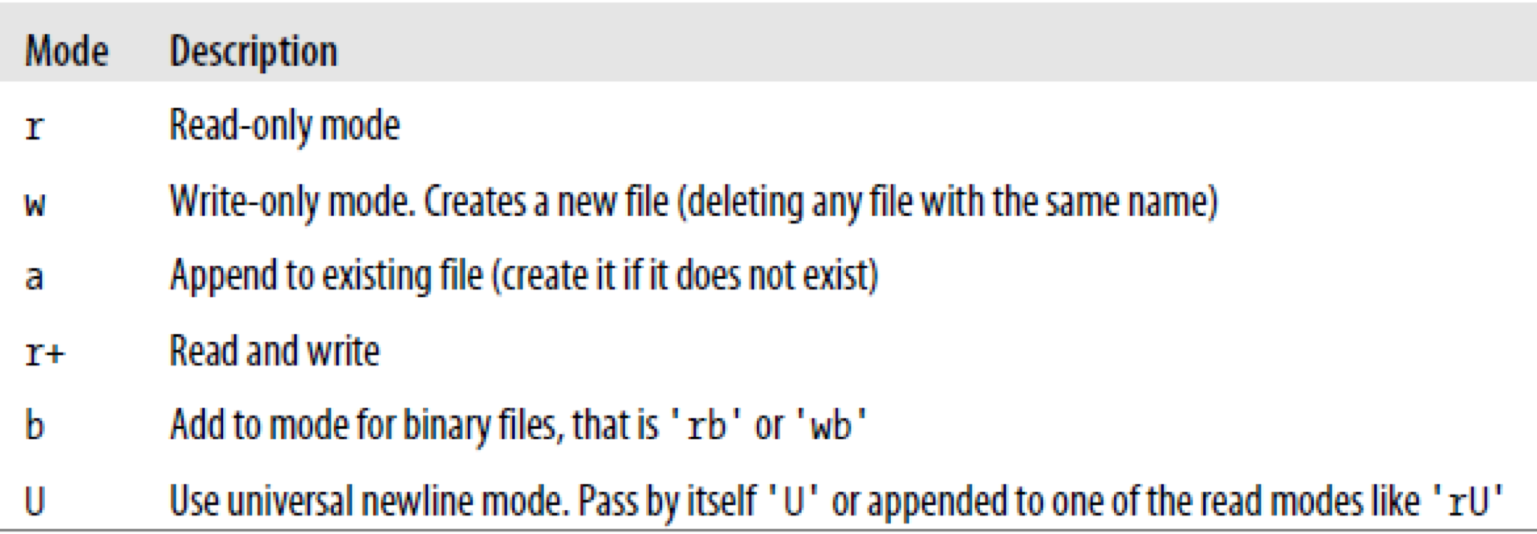 Mode Description
r Read-only mode
w Write-only mode. Creates a new file (deleting any file with the same name)
a Append to existing file (create it if it does not exist)
r+ Read and write
b Add to mode for binary files, that is 'rb' or 'wb'
U Use universal newline mode. Pass by itself 'U' or appended to one of the read modes like 'rU'